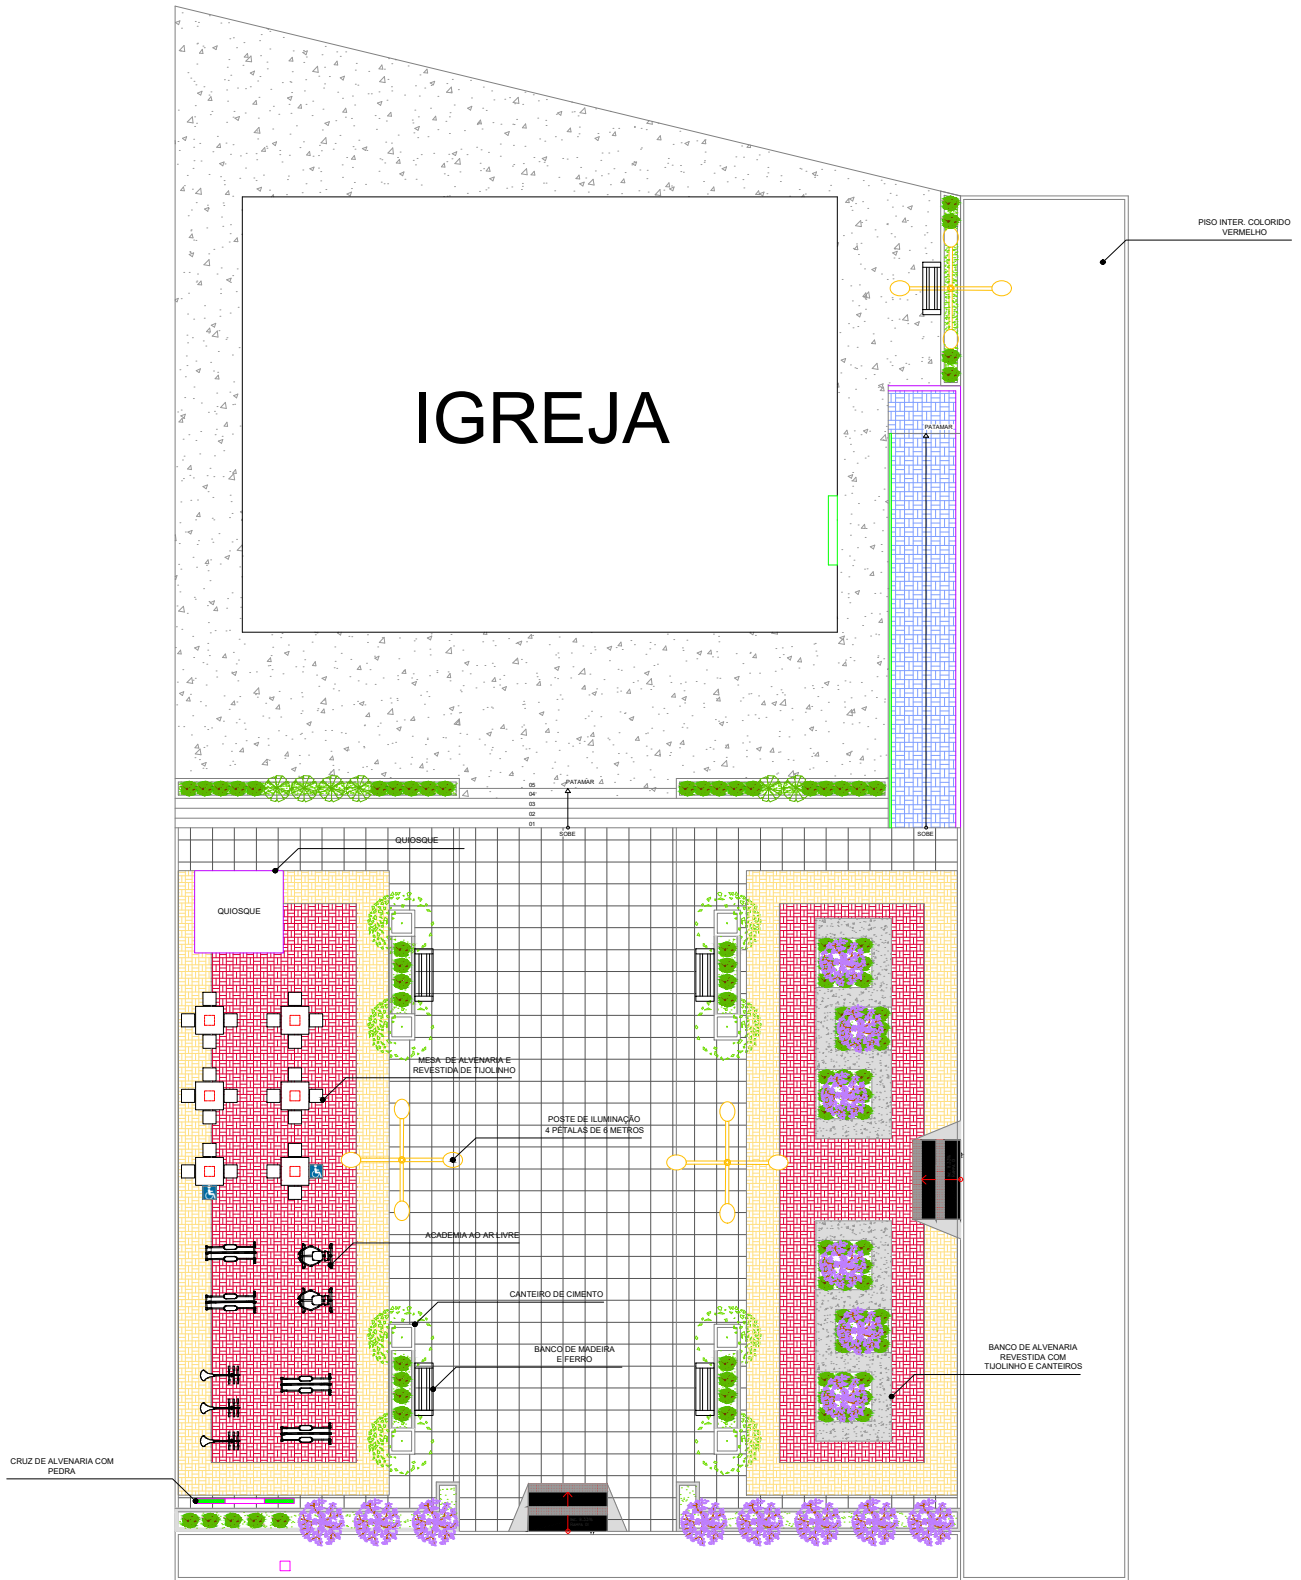 PISO INTER. COLORIDO
VERMELHO
IGREJA
PATAMAR
PATAMAR
05
04
03
02
01
SOBE
SOBE
QUIOSQUE
QUIOSQUE
MESA DE ALVENARIA E
REVESTIDA DE TIJOLINHO
POSTE DE ILUMINAÇÃO
4 PÉTALAS DE 6 METROS
ACADEMIA AO AR LIVRE
CANTEIRO DE CIMENTO
BANCO DE MADEIRA
E FERRO
BANCO DE ALVENARIA
REVESTIDA COM
TIJOLINHO E CANTEIROS
CRUZ DE ALVENARIA COM
PEDRA